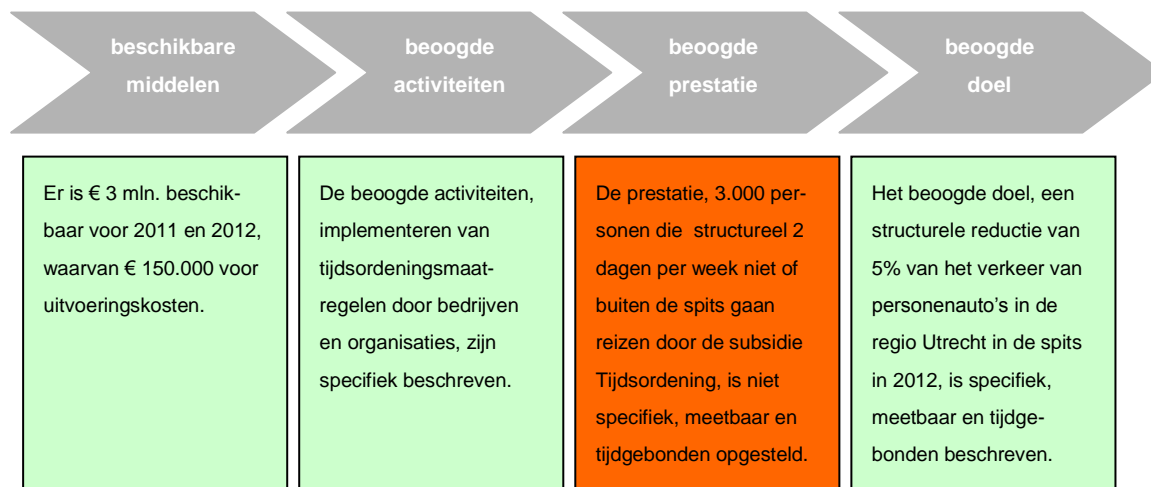 beschikbare
middelen
beoogde
activiteiten
beoogde
prestatie
beoogde
doel
Er is € 3 mln. beschik-
baar voor 2011 en 2012,
waarvan € 150.000 voor
uitvoeringskosten.
De beoogde activiteiten,
implementeren van
tijdsordeningsmaat-
regelen door bedrijven
en organisaties, zijn
specifiek beschreven.
De prestatie, 3.000 per-
sonen die structureel 2
dagen per week niet of
buiten de spits gaan
reizen door de subsidie
Tijdsordening, is niet
specifiek, meetbaar en
tijdgebonden opgesteld.
Het beoogde doel, een
structurele reductie van
5% van het verkeer van
personenauto’s in de
regio Utrecht in de spits
in 2012, is specifiek,
meetbaar en tijdge-
bonden beschreven.